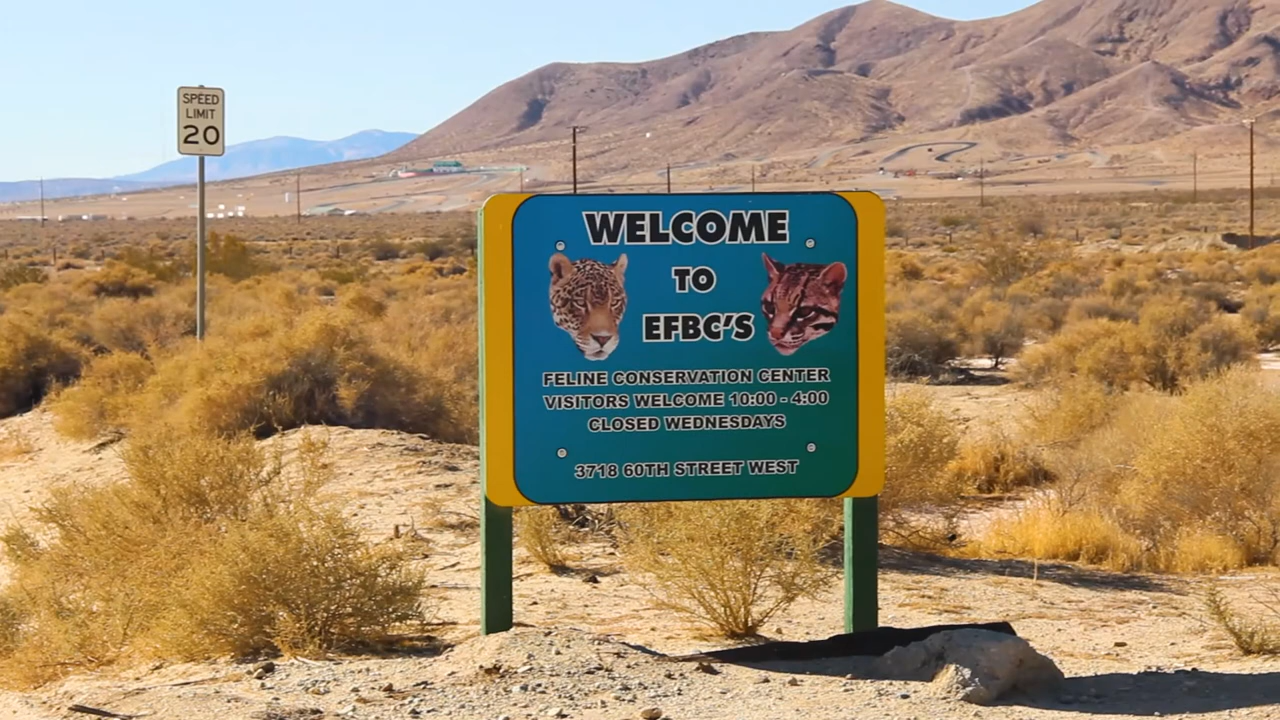 SPEED
LIMIT
20
WELCOME
TO
EFBC'S
FELINE CONSERVATION CENTER
VISITORS WELCOME 10:00 - 4:00
CLOSED WEDNESDAYS
3718 60TH STREET WEST